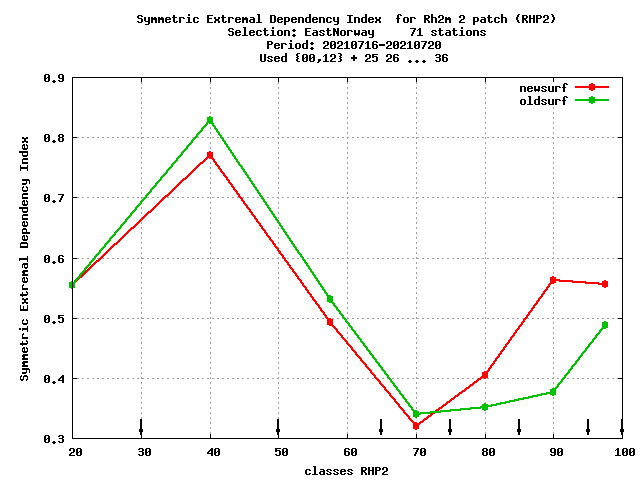 Symmetric Extremal Dependency Index  for Rh2m 2 patch (RHP2)
Selection: EastNorway     71 stations
Period: 20210716-20210720
Used {00,12} + 25 26 ... 36
newsurf
oldsurf
Symmetric Extremal Dependency Index
0.9
0.8
0.7
0.6
0.5
0.4
0.3
20 30 40 50 60 70 80 90 100
classes RHP2